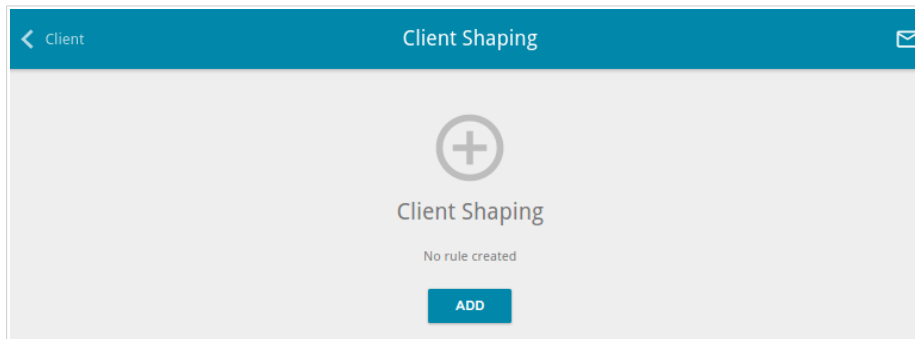 Client
Client Shaping
Client Shaping
No rule created
ADD